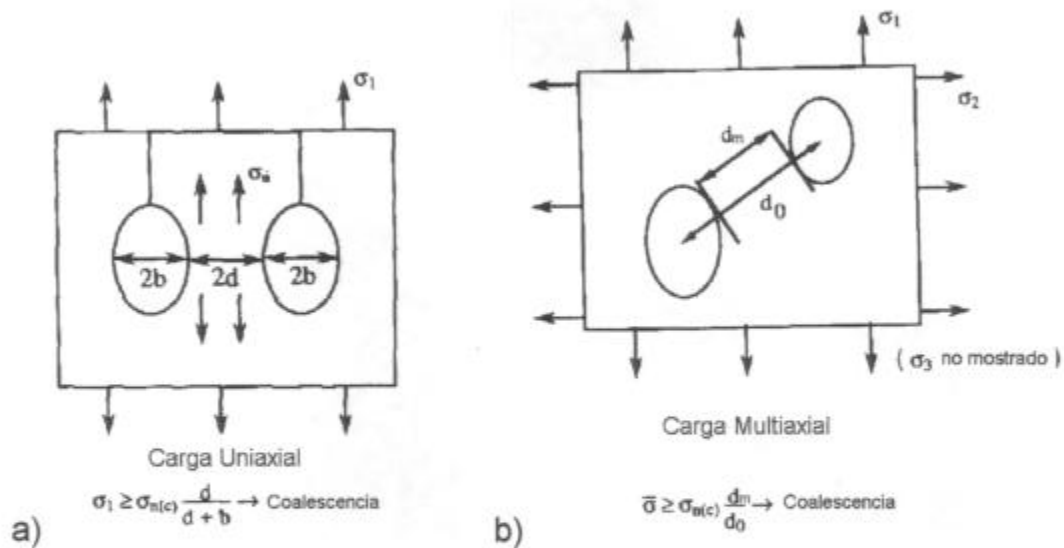 σ₁
σₙ
2b 2d 2b
Carga Uniaxial
σ₁ ≥ σₙ₍c₎ d / (d + b) → Coalescencia
a)
σ₁
σ₂
dₘ
d₀
( σ₃ no mostrado )
Carga Multiaxial
σ̄ ≥ σₙ₍c₎ dₘ / d₀ → Coalescencia
b)